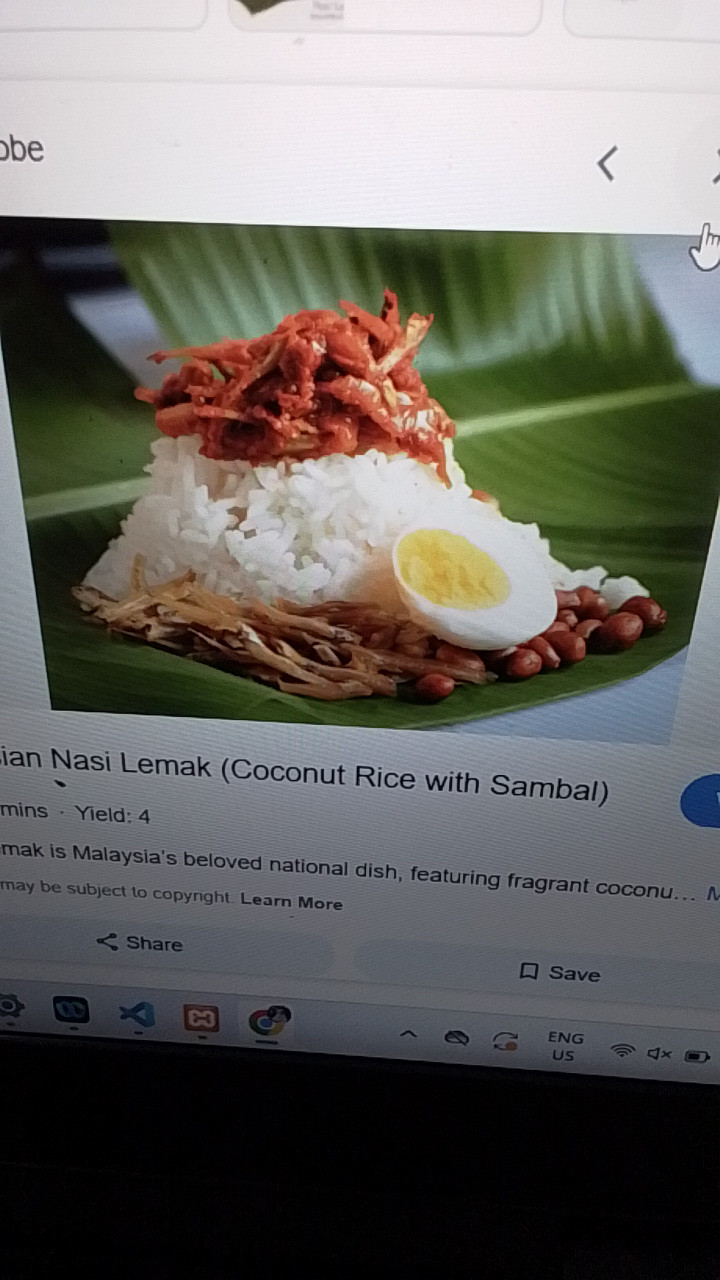 obe
ian Nasi Lemak (Coconut Rice with Sambal)
mins · Yield: 4
mak is Malaysia's beloved national dish, featuring fragrant coconu... M
may be subject to copyright. Learn More
Share
Save
ENG
US